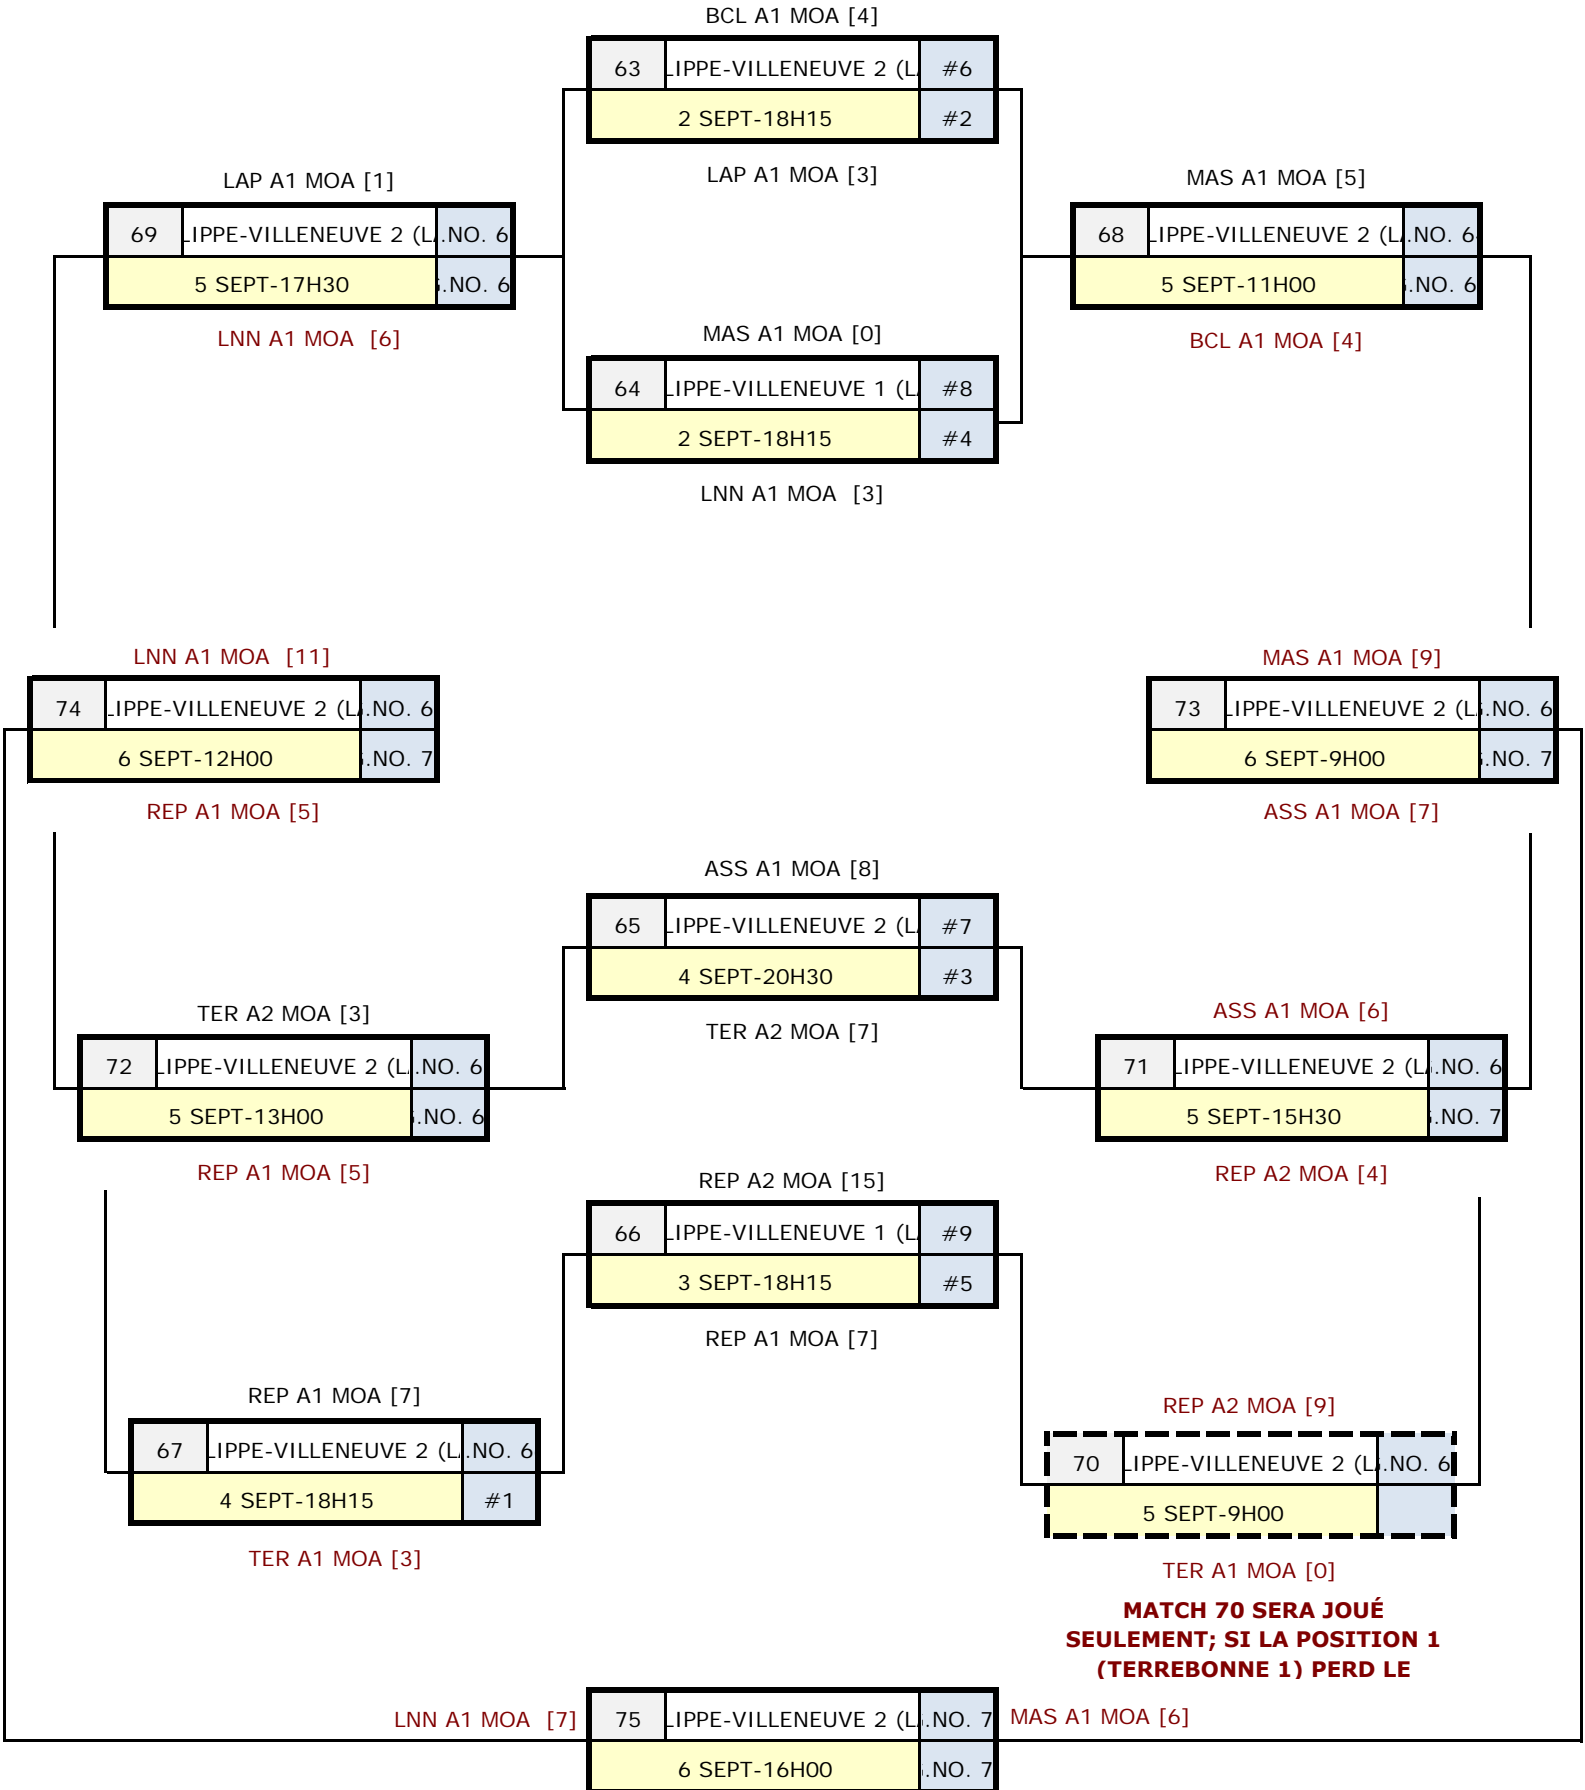 BCL A1 MOA [4]
63 LIPPE-VILLENEUVE 2 (L #6
2 SEPT-18H15 #2
LAP A1 MOA [3]
LAP A1 MOA [1]
69 LIPPE-VILLENEUVE 2 (L .NO. 6
5 SEPT-17H30 .NO. 6
LNN A1 MOA [6]
MAS A1 MOA [5]
68 LIPPE-VILLENEUVE 2 (L .NO. 6
5 SEPT-11H00 .NO. 6
BCL A1 MOA [4]
MAS A1 MOA [0]
64 LIPPE-VILLENEUVE 1 (L #8
2 SEPT-18H15 #4
LNN A1 MOA [3]
LNN A1 MOA [11]
74 LIPPE-VILLENEUVE 2 (L .NO. 6
6 SEPT-12H00 .NO. 7
REP A1 MOA [5]
MAS A1 MOA [9]
73 LIPPE-VILLENEUVE 2 (L .NO. 6
6 SEPT-9H00 .NO. 7
ASS A1 MOA [7]
ASS A1 MOA [8]
65 LIPPE-VILLENEUVE 2 (L #7
4 SEPT-20H30 #3
TER A2 MOA [7]
TER A2 MOA [3]
72 LIPPE-VILLENEUVE 2 (L .NO. 6
5 SEPT-13H00 .NO. 6
REP A1 MOA [5]
ASS A1 MOA [6]
71 LIPPE-VILLENEUVE 2 (L .NO. 6
5 SEPT-15H30 .NO. 7
REP A2 MOA [4]
REP A2 MOA [15]
66 LIPPE-VILLENEUVE 1 (L #9
3 SEPT-18H15 #5
REP A1 MOA [7]
REP A1 MOA [7]
67 LIPPE-VILLENEUVE 2 (L .NO. 6
4 SEPT-18H15 #1
TER A1 MOA [3]
REP A2 MOA [9]
70 LIPPE-VILLENEUVE 2 (L .NO. 6
5 SEPT-9H00
TER A1 MOA [0]
MATCH 70 SERA JOUÉ
SEULEMENT; SI LA POSITION 1
(TERREBONNE 1) PERD LE
LNN A1 MOA [7] 75 LIPPE-VILLENEUVE 2 (L .NO. 7 MAS A1 MOA [6]
6 SEPT-16H00 .NO. 7